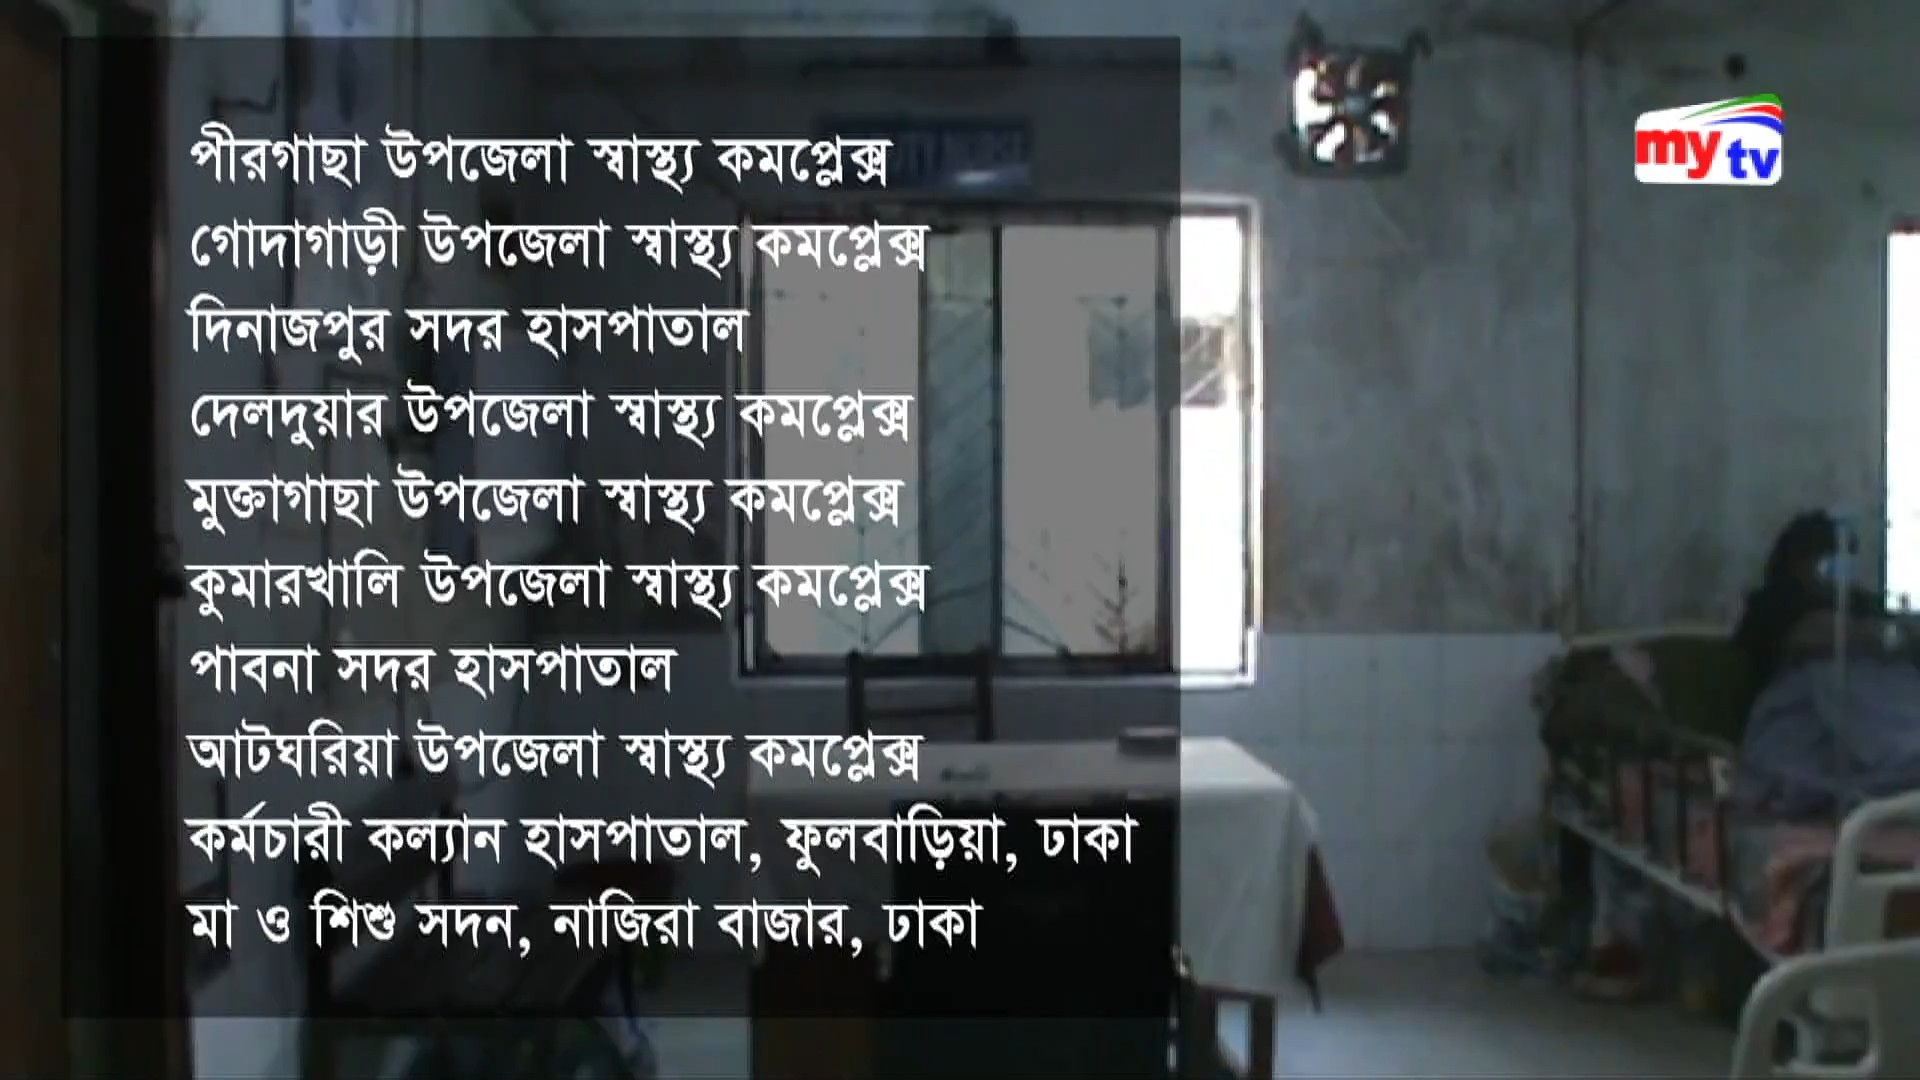 পীরগাছা উপজেলা স্বাস্থ্য কমপ্লেক্স
গোদাগাড়ী উপজেলা স্বাস্থ্য কমপ্লেক্স
দিনাজপুর সদর হাসপাতাল
দেলদুয়ার উপজেলা স্বাস্থ্য কমপ্লেক্স
মুক্তাগাছা উপজেলা স্বাস্থ্য কমপ্লেক্স
কুমারখালি উপজেলা স্বাস্থ্য কমপ্লেক্স
পাবনা সদর হাসপাতাল
আটঘরিয়া উপজেলা স্বাস্থ্য কমপ্লেক্স
কর্মচারী কল্যান হাসপাতাল, ফুলবাড়িয়া, ঢাকা
মা ও শিশু সদন, নাজিরা বাজার, ঢাকা
my tv